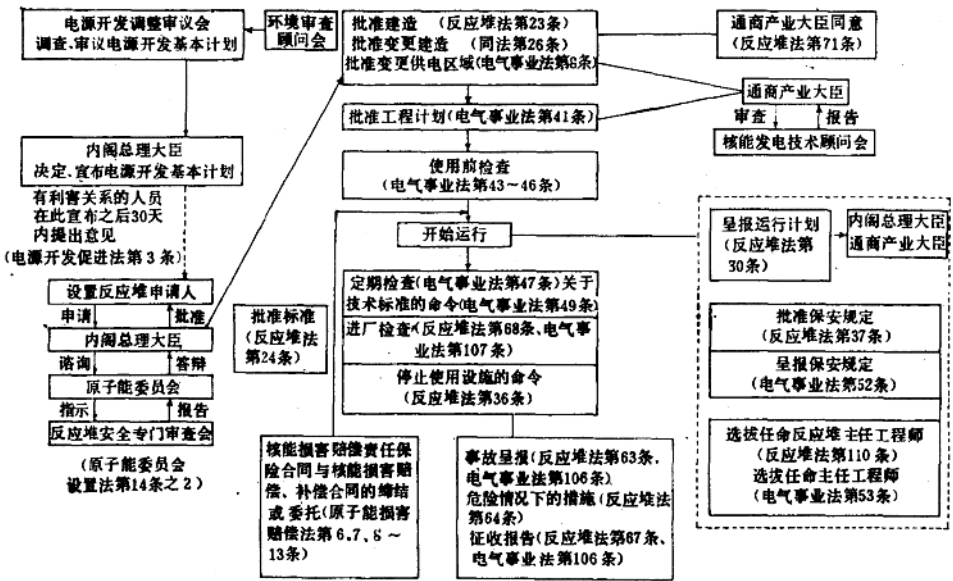 电源开发调整审议会
调查、审议电源开发基本计划
环境审查
顾问会
批准建造 (反应堆法第23条)
批准变更建造 (同法第26条)
批准变更供电区域(电气事业法第8条)
通商产业大臣同意
(反应堆法第71条)
批准工程计划(电气事业法第41条)
通商产业大臣
审查
报告
核能发电技术顾问会
内阁总理大臣
决定、宣布电源开发基本计划
使用前检查
(电气事业法第43～46条)
有利害关系的人员
在此宣布之后30天
内提出意见
(电源开发促进法第3条)
开始运行
呈报运行计划
(反应堆法第
30条)
内阁总理大臣
通商产业大臣
设置反应堆申请人
申请
批准
内阁总理大臣
谘询
答辩
原子能委员会
指示
报告
反应堆安全专门审查会
(原子能委员会
设置法第14条之2)
批准标准
(反应堆法
第24条)
定期检查(电气事业法第47条)关于
技术标准的命令(电气事业法第49条)
进厂检查(反应堆法第68条、电气事
业法第107条)
停止使用设施的命令
(反应堆法第36条)
批准保安规定
(反应堆法第37条)
呈报保安规定
(电气事业法第52条)
选拔任命反应堆主任工程师
(反应堆法第110条)
选拔任命主任工程师
(电气事业法第53条)
核能损害赔偿责任保
险合同与核能损害赔
偿、补偿合同的缔结
或委托(原子能损害
赔偿法第6、7、8～
13条)
事故呈报(反应堆法第63条、
电气事业法第106条)
危险情况下的措施(反应堆法
第64条)
征收报告(反应堆法第67条、
电气事业法第106条)